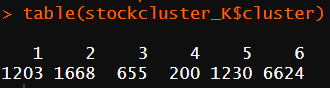 > table(stockcluster_K$cluster)
1 2 3 4 5 6
1203 1668 655 200 1230 6624